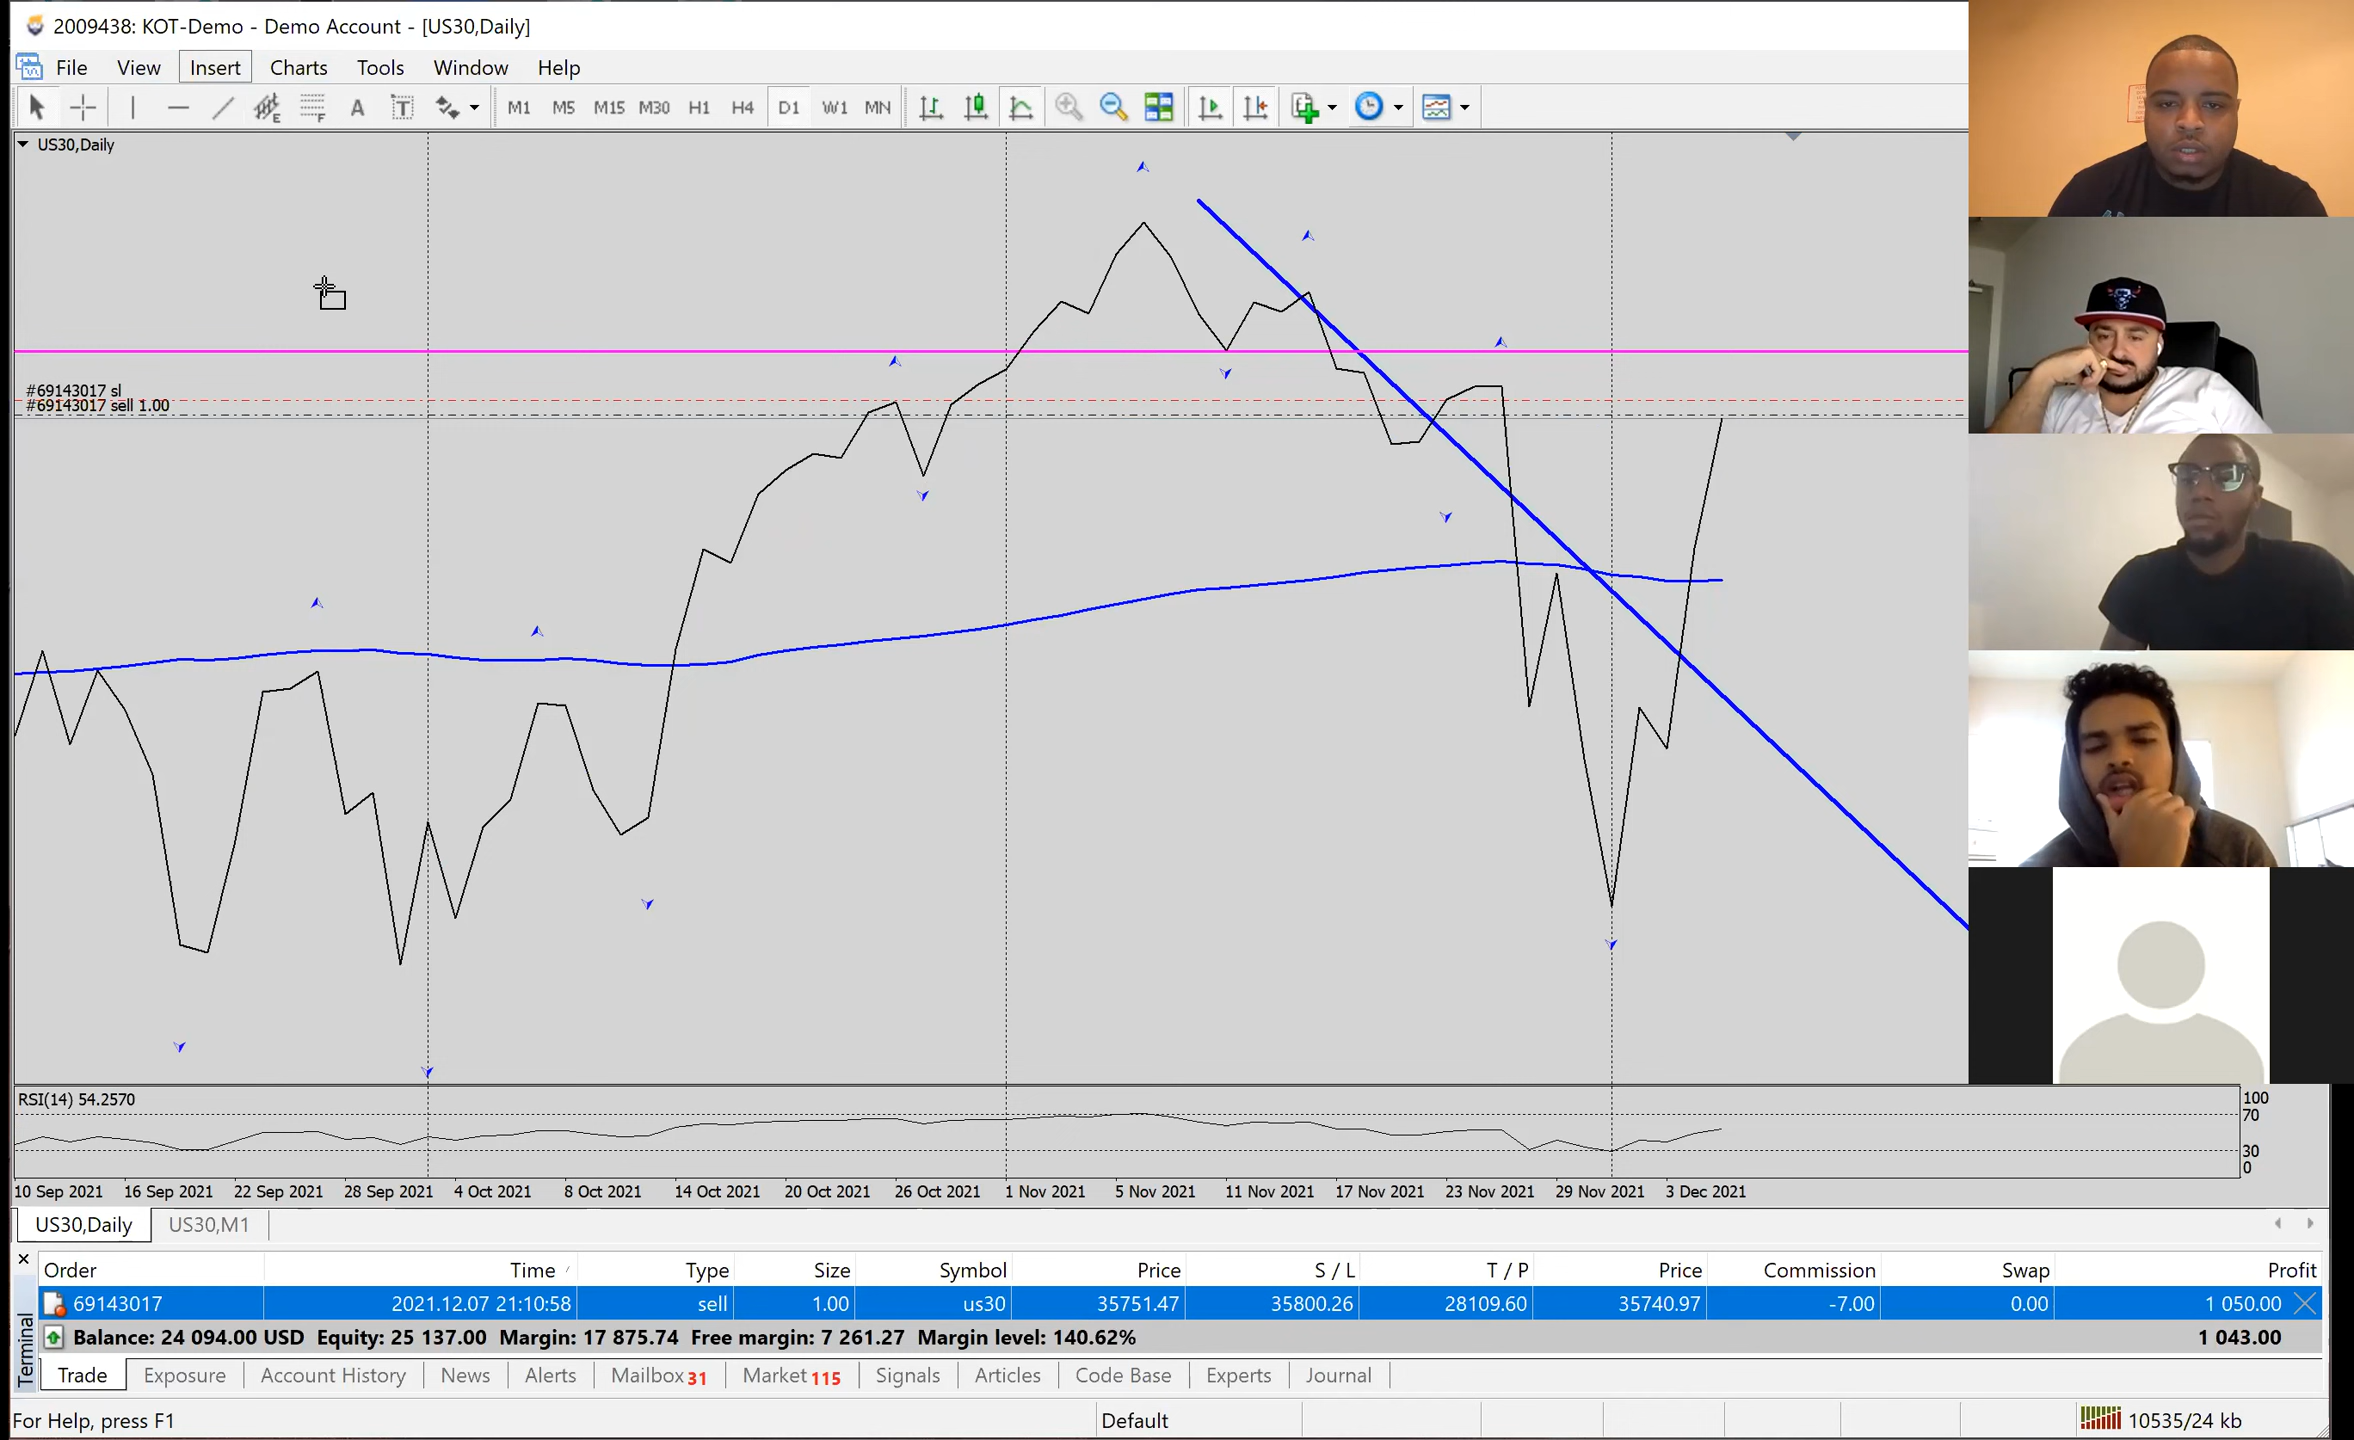 2009438: KOT-Demo - Demo Account - [US30,Daily]
File View Insert Charts Tools Window Help
E F A T M1 M5 M15 M30 H1 H4 D1 W1 MN
US30,Daily
#69143017 sl
#69143017 sell 1.00
RSI(14) 54.2570
100
70
30
0
10 Sep 2021 16 Sep 2021 22 Sep 2021 28 Sep 2021 4 Oct 2021 8 Oct 2021 14 Oct 2021 20 Oct 2021 26 Oct 2021 1 Nov 2021 5 Nov 2021 11 Nov 2021 17 Nov 2021 23 Nov 2021 29 Nov 2021 3 Dec 2021
US30,Daily US30,M1
Order Time Type Size Symbol Price S / L T / P Price Commission Swap Profit
69143017 2021.12.07 21:10:58 sell 1.00 us30 35751.47 35800.26 28109.60 35740.97 -7.00 0.00 1 050.00
Balance: 24 094.00 USD Equity: 25 137.00 Margin: 17 875.74 Free margin: 7 261.27 Margin level: 140.62% 1 043.00
Terminal
Trade Exposure Account History News Alerts Mailbox 31 Market 115 Signals Articles Code Base Experts Journal
For Help, press F1 Default 10535/24 kb